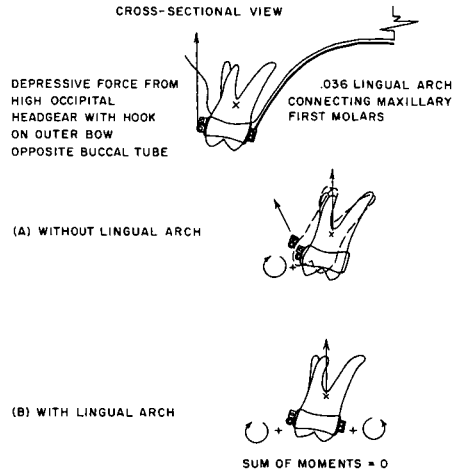 CROSS-SECTIONAL VIEW
DEPRESSIVE FORCE FROM
HIGH OCCIPITAL
HEADGEAR WITH HOOK
ON OUTER BOW
OPPOSITE BUCCAL TUBE
.036 LINGUAL ARCH
CONNECTING MAXILLARY
FIRST MOLARS
(A) WITHOUT LINGUAL ARCH
+
(B) WITH LINGUAL ARCH
+ +
SUM OF MOMENTS = 0